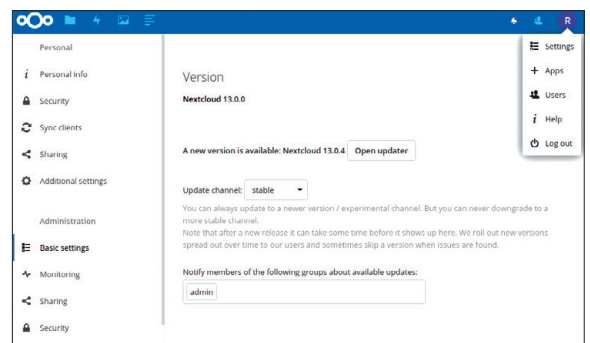 R
Personal
Personal info
Security
Sync clients
Sharing
Additional settings
Administration
Basic settings
Monitoring
Sharing
Security
Version
Nextcloud 13.0.0
A new version is available: Nextcloud 13.0.4 Open updater
Update channel: stable
You can always update to a newer version / experimental channel. But you can never downgrade to a
more stable channel.
Note that after a new release it can take some time before it shows up here. We roll out new versions
spread out over time to our users and sometimes skip a version when issues are found.
Notify members of the following groups about available updates:
admin
Settings
Apps
Users
Help
Log out